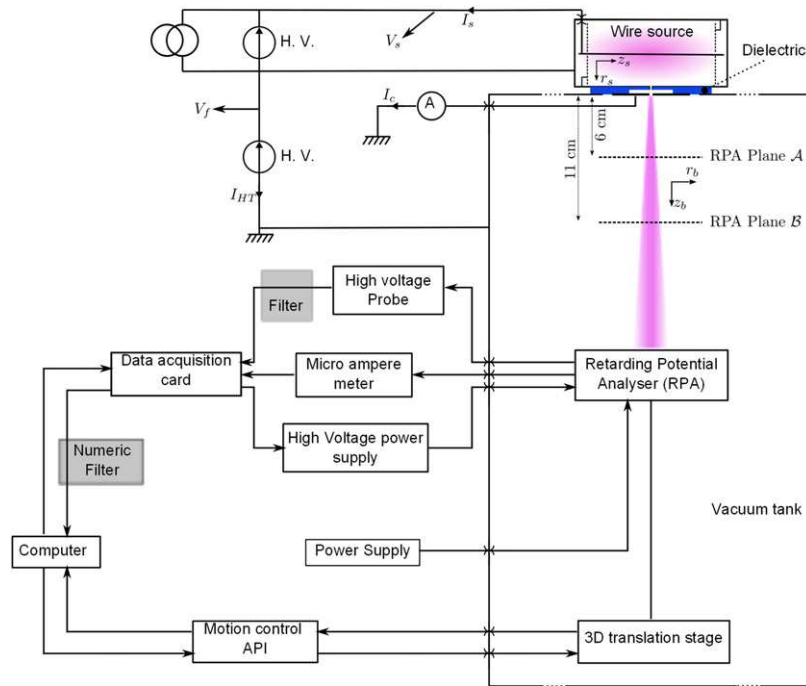 I_s
H. V.
V_s
Wire source
z_s
r_s
Dielectric
I_c
A
V_f
6 cm
11 cm
RPA Plane 𝒜
r_b
z_b
H. V.
I_HT
RPA Plane ℬ
Filter
High voltage
Probe
Data acquisition
card
Micro ampere
meter
Retarding Potential
Analyser (RPA)
High Voltage power
supply
Numeric
Filter
Vacuum tank
Computer
Power Supply
Motion control
API
3D translation stage